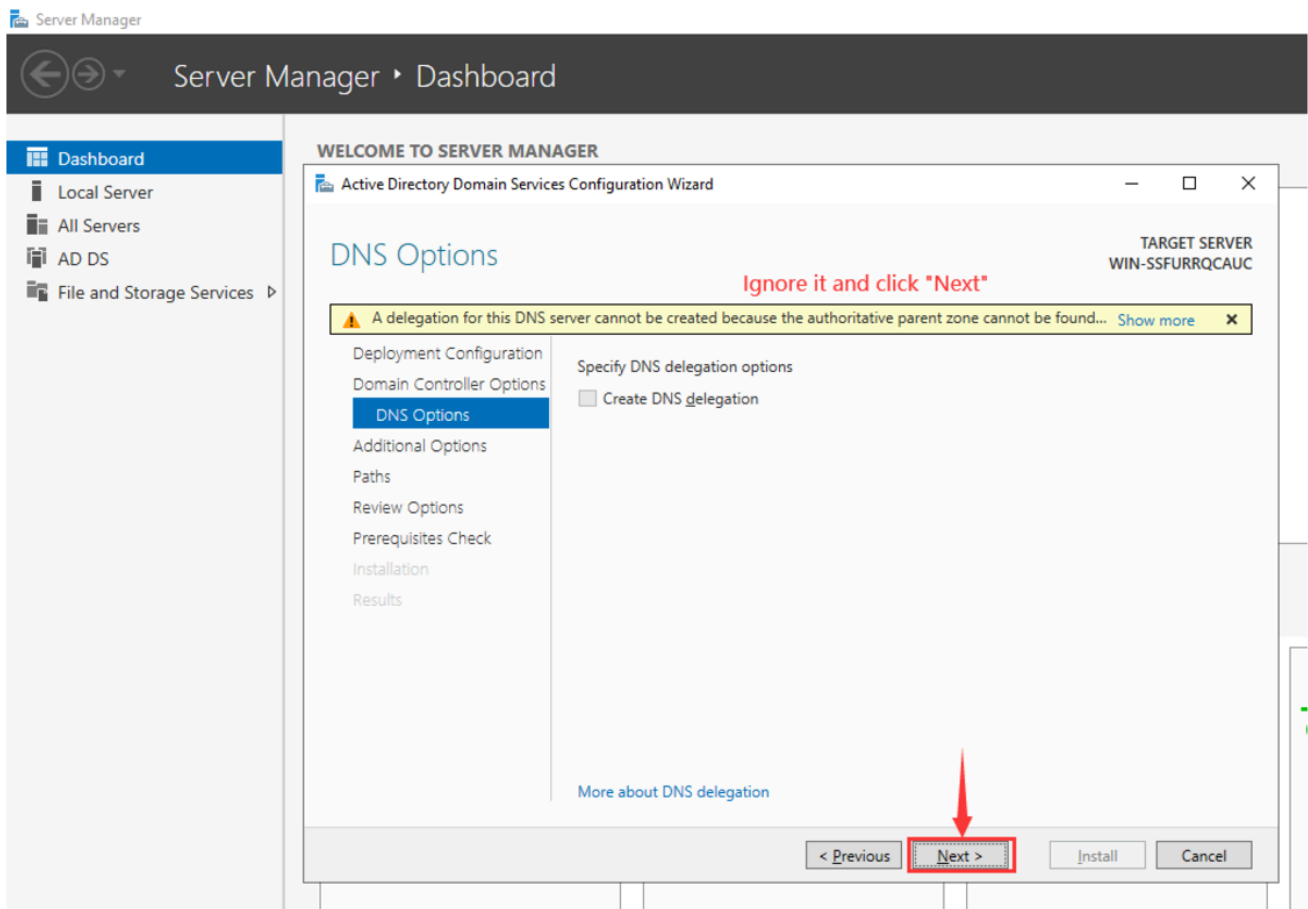 Server Manager
Server Manager • Dashboard
Dashboard
Local Server
All Servers
AD DS
File and Storage Services
WELCOME TO SERVER MANAGER
Active Directory Domain Services Configuration Wizard
DNS Options
TARGET SERVER
WIN-SSFURRQCAUC
Ignore it and click "Next"
A delegation for this DNS server cannot be created because the authoritative parent zone cannot be found... Show more
Deployment Configuration
Domain Controller Options
DNS Options
Additional Options
Paths
Review Options
Prerequisites Check
Installation
Results
Specify DNS delegation options
Create DNS delegation
More about DNS delegation
< Previous
Next >
Install
Cancel